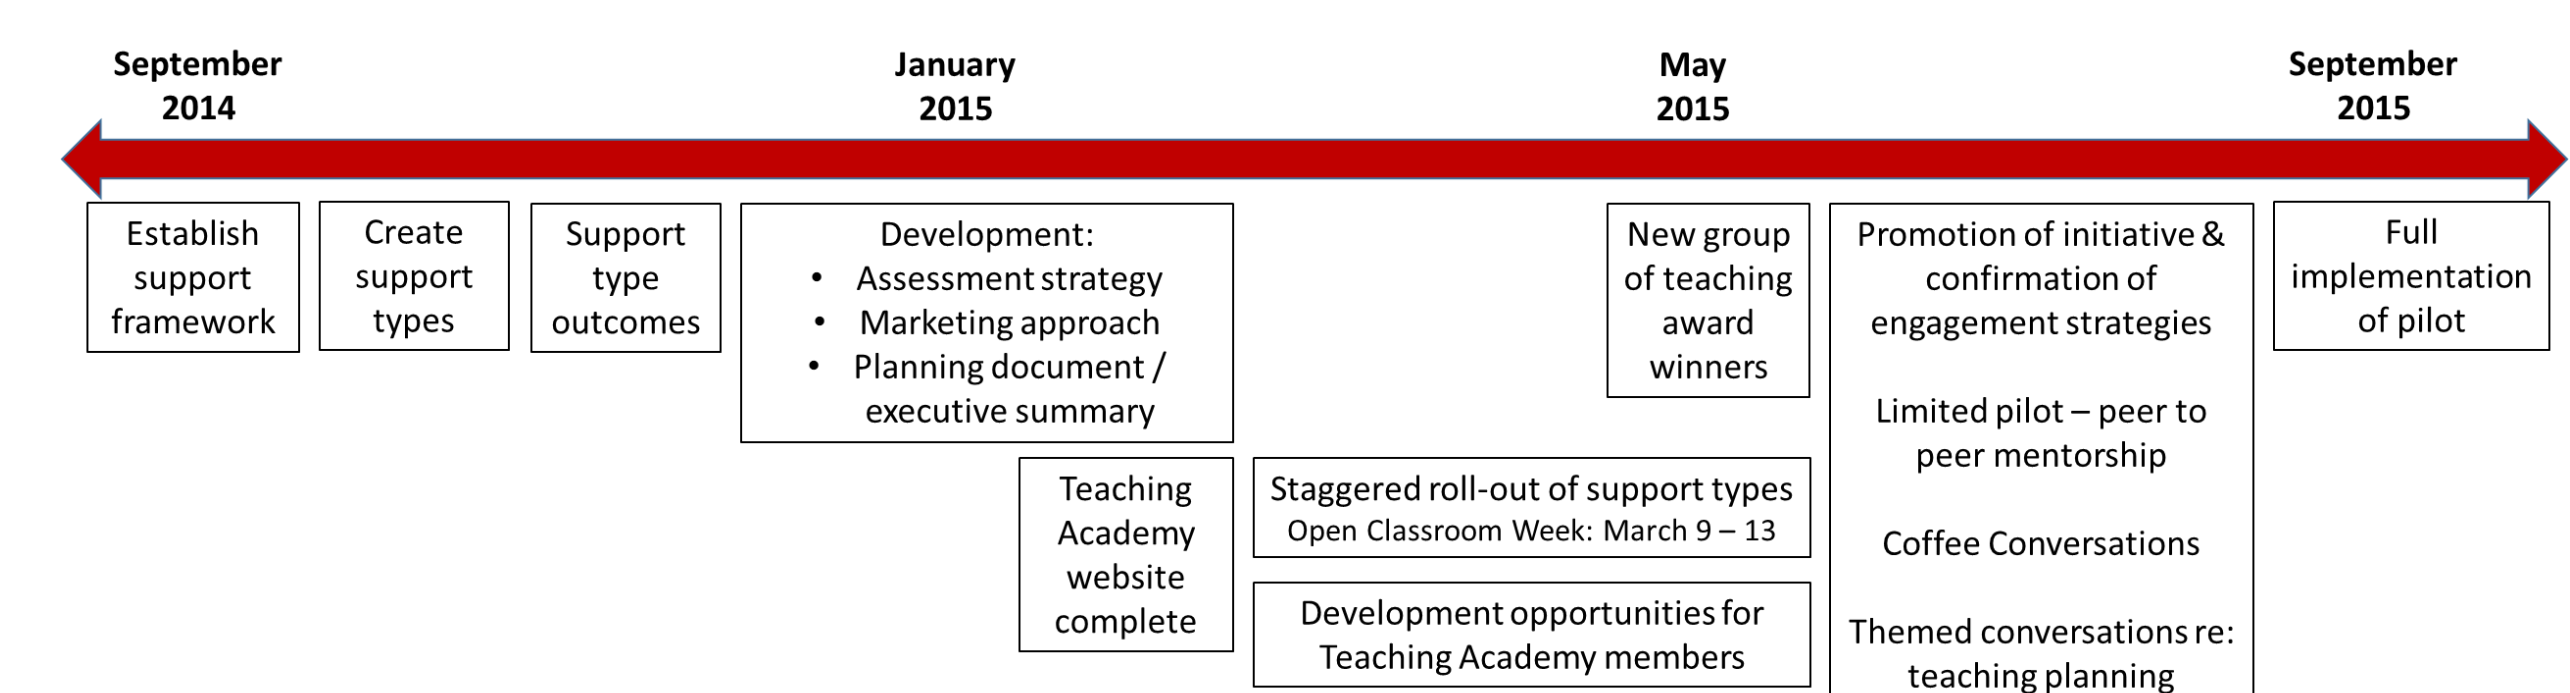 September
2014
January
2015
May
2015
September
2015
Establish
support
framework
Create
support
types
Support
type
outcomes
Development:
• Assessment strategy
• Marketing approach
• Planning document /
executive summary
Teaching
Academy
website
complete
Staggered roll-out of support types
Open Classroom Week: March 9 – 13
Development opportunities for
Teaching Academy members
New group
of teaching
award
winners
Promotion of initiative &
confirmation of
engagement strategies
Limited pilot – peer to
peer mentorship
Coffee Conversations
Themed conversations re:
teaching planning
Full
implementation
of pilot